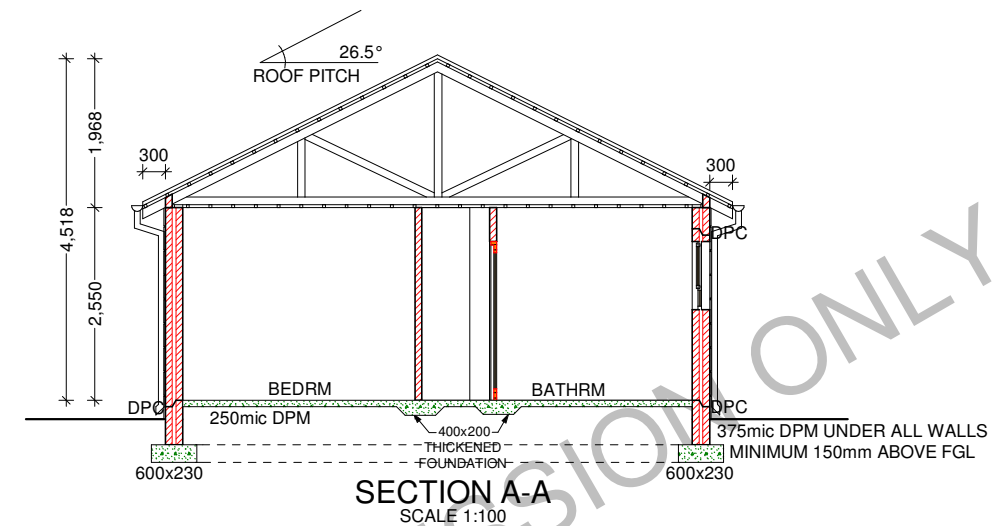 26.5°
ROOF PITCH
1,968
300
300
4,518
DPC
2,550
BEDRM
BATHRM
DPC
DPC
250mic DPM
400x200
THICKENED
FOUNDATION
375mic DPM UNDER ALL WALLS
MINIMUM 150mm ABOVE FGL
600x230
600x230
SECTION A-A
SCALE 1:100
ONLY